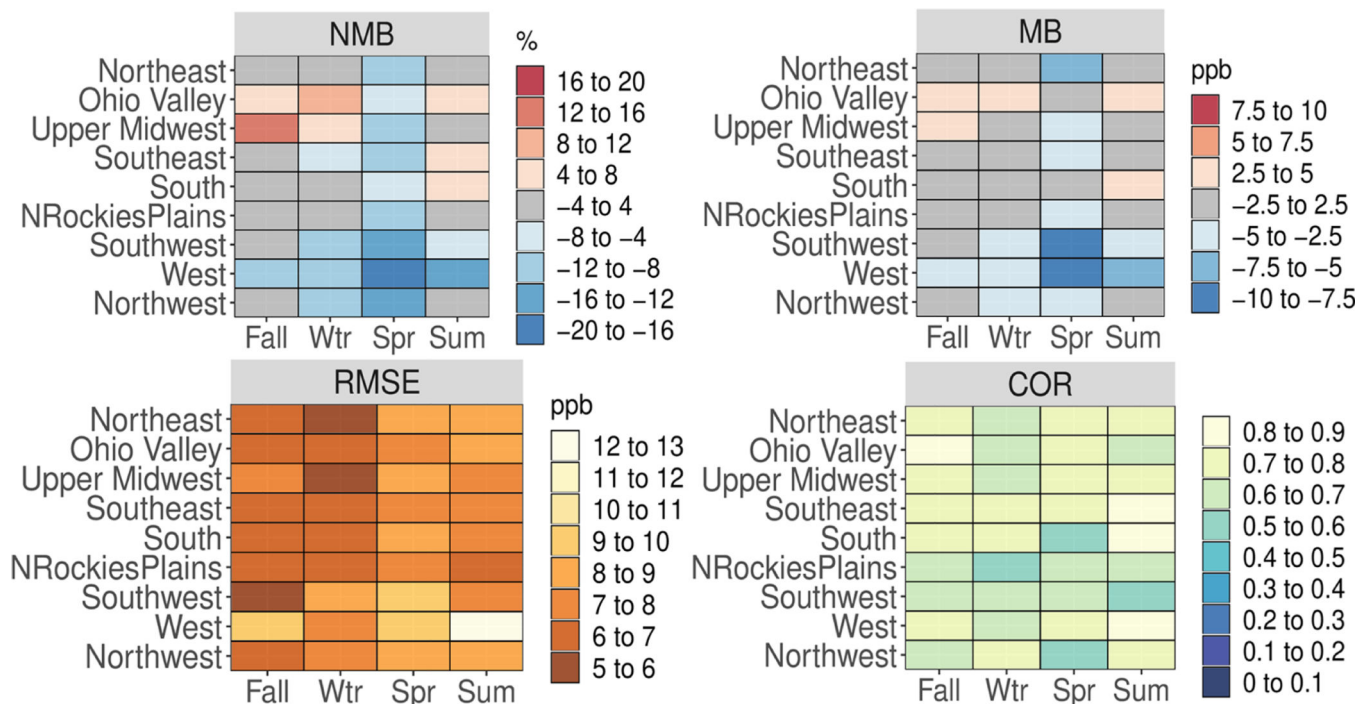 NMB
%
Northeast
Ohio Valley
Upper Midwest
Southeast
South
NRockiesPlains
Southwest
West
Northwest
Fall Wtr Spr Sum
16 to 20
12 to 16
8 to 12
4 to 8
−4 to 4
−8 to −4
−12 to −8
−16 to −12
−20 to −16
MB
ppb
Northeast
Ohio Valley
Upper Midwest
Southeast
South
NRockiesPlains
Southwest
West
Northwest
Fall Wtr Spr Sum
7.5 to 10
5 to 7.5
2.5 to 5
−2.5 to 2.5
−5 to −2.5
−7.5 to −5
−10 to −7.5
RMSE
ppb
Northeast
Ohio Valley
Upper Midwest
Southeast
South
NRockiesPlains
Southwest
West
Northwest
Fall Wtr Spr Sum
12 to 13
11 to 12
10 to 11
9 to 10
8 to 9
7 to 8
6 to 7
5 to 6
COR
Northeast
Ohio Valley
Upper Midwest
Southeast
South
NRockiesPlains
Southwest
West
Northwest
Fall Wtr Spr Sum
0.8 to 0.9
0.7 to 0.8
0.6 to 0.7
0.5 to 0.6
0.4 to 0.5
0.3 to 0.4
0.2 to 0.3
0.1 to 0.2
0 to 0.1